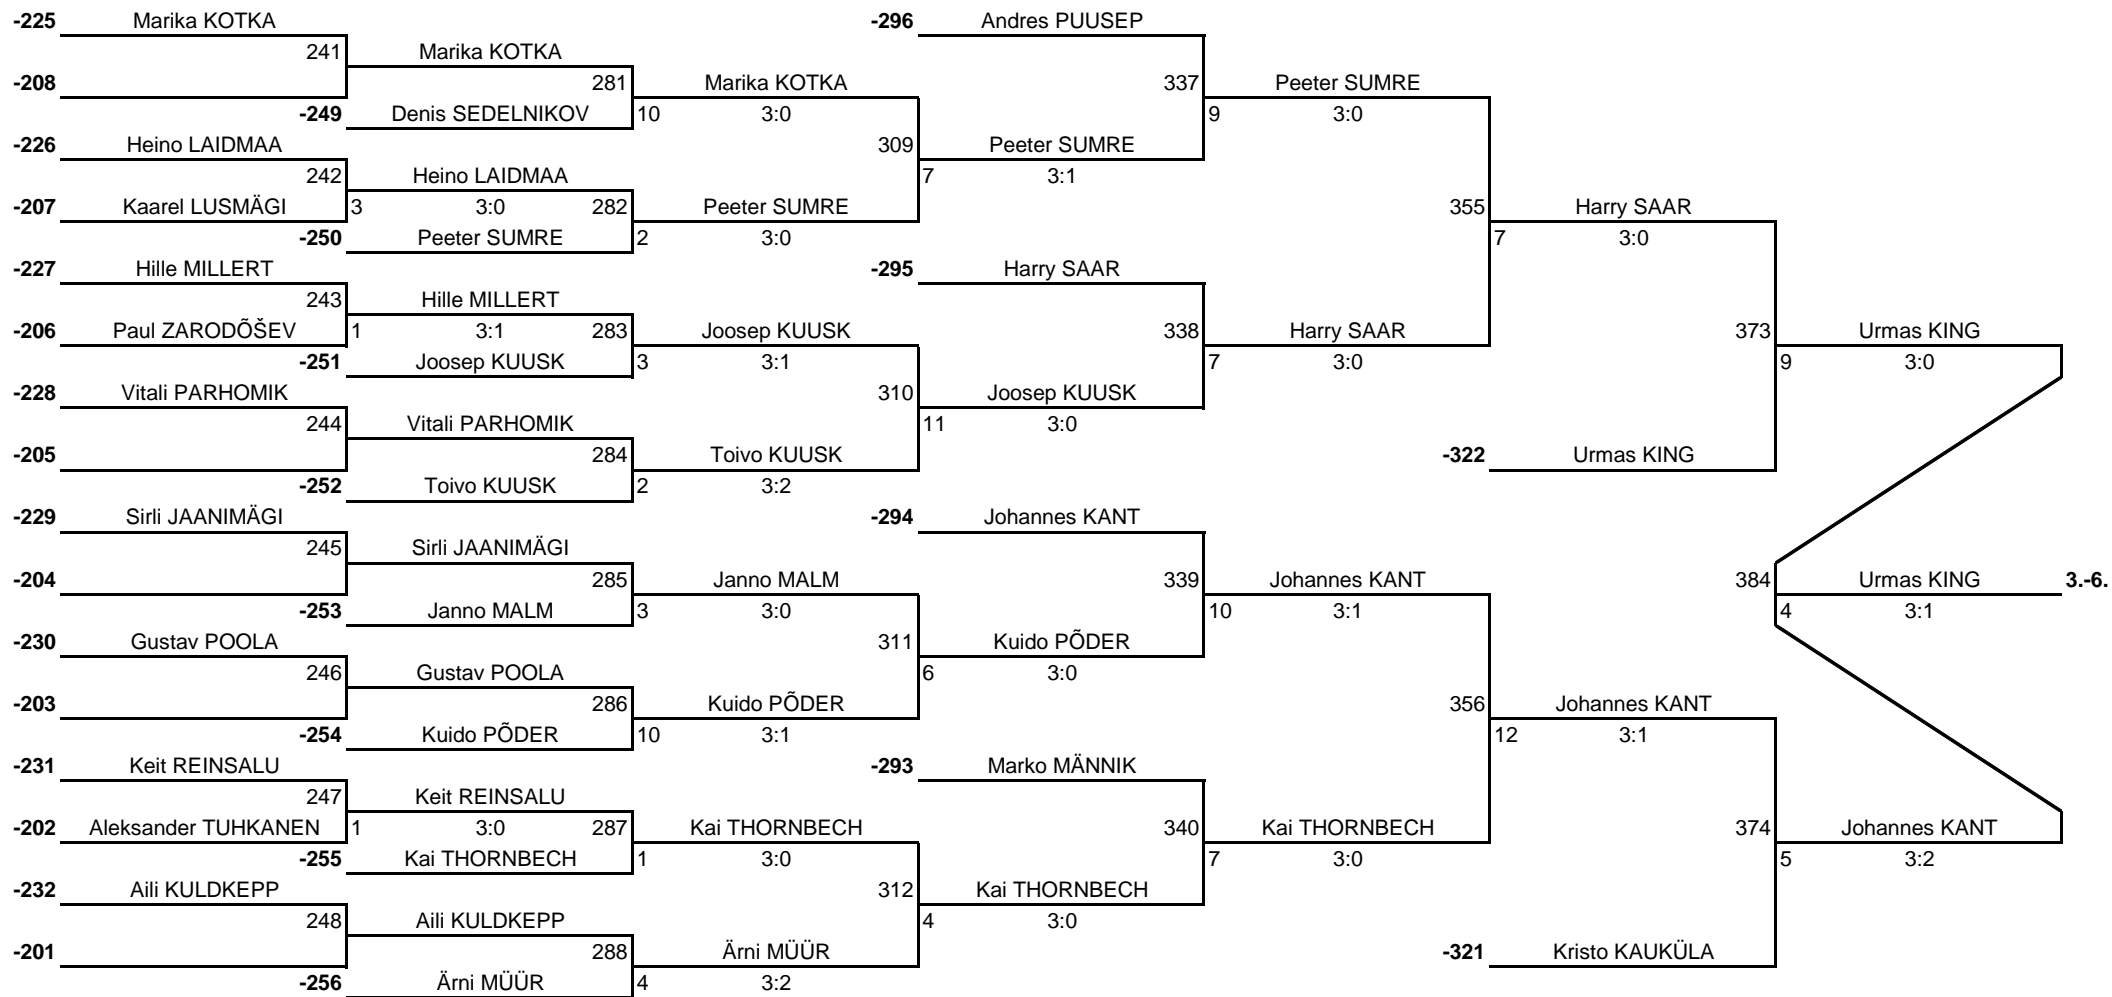 -225 Marika KOTKA -296 Andres PUUSEP
241 Marika KOTKA
-208 281 Marika KOTKA 337 Peeter SUMRE
-249 Denis SEDELNIKOV 10 3:0 9 3:0
-226 Heino LAIDMAA 309 Peeter SUMRE
242 Heino LAIDMAA 7 3:1
-207 Kaarel LUSMÄGI 3 3:0 282 Peeter SUMRE 355 Harry SAAR
-250 Peeter SUMRE 2 3:0 7 3:0
-227 Hille MILLERT -295 Harry SAAR
243 Hille MILLERT
-206 Paul ZARODÕŠEV 1 3:1 283 Joosep KUUSK 338 Harry SAAR 373 Urmas KING
-251 Joosep KUUSK 3 3:1 7 3:0 9 3:0
-228 Vitali PARHOMIK 310 Joosep KUUSK
244 Vitali PARHOMIK 11 3:0
-205 284 Toivo KUUSK -322 Urmas KING
-252 Toivo KUUSK 2 3:2
-229 Sirli JAANIMÄGI -294 Johannes KANT
245 Sirli JAANIMÄGI
-204 285 Janno MALM 339 Johannes KANT 384 Urmas KING 3.-6.
-253 Janno MALM 3 3:0 10 3:1 4 3:1
-230 Gustav POOLA 311 Kuido PÕDER
246 Gustav POOLA 6 3:0
-203 286 Kuido PÕDER 356 Johannes KANT
-254 Kuido PÕDER 10 3:1 12 3:1
-231 Keit REINSALU -293 Marko MÄNNIK
247 Keit REINSALU
-202 Aleksander TUHKANEN 1 3:0 287 Kai THORNBECH 340 Kai THORNBECH 374 Johannes KANT
-255 Kai THORNBECH 1 3:0 7 3:0 5 3:2
-232 Aili KULDKEPP 312 Kai THORNBECH
248 Aili KULDKEPP 4 3:0
-201 288 Ärni MÜÜR -321 Kristo KAUKÜLA
-256 Ärni MÜÜR 4 3:2